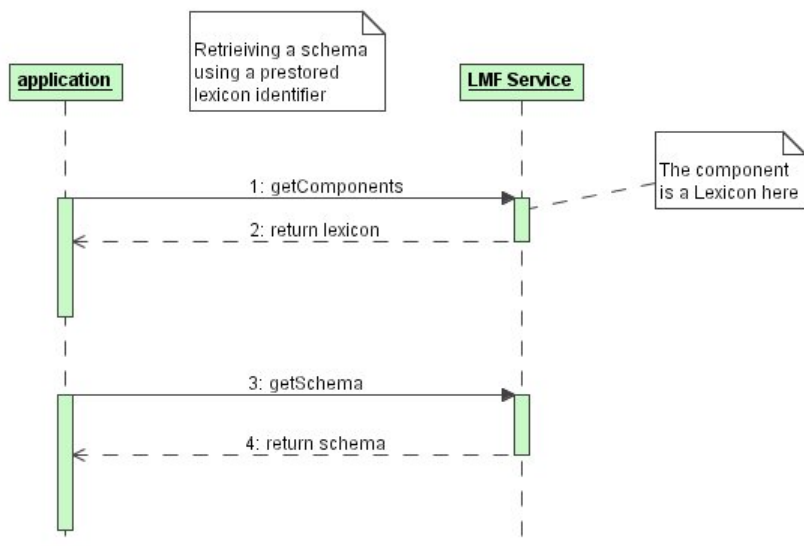 Retrieiving a schema
using a prestored
lexicon identifier
application
LMF Service
The component
is a Lexicon here
1: getComponents
2: return lexicon
3: getSchema
4: return schema